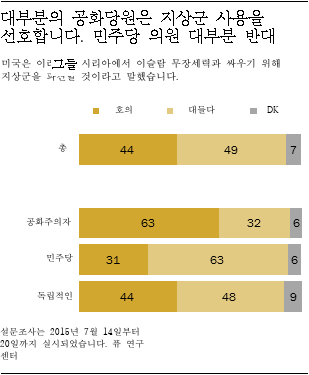 대부분의 공화당원은 지상군 사용을
선호합니다. 민주당 의원 대부분 반대
미국은 그들 시리아에서 이슬람 무장세력과 싸우기 위해
지상군을 것이라고 말했습니다.
호의 대들다 DK
총 44 49 7
공화주의자 63 32 6
민주당 31 63 6
독립적인 44 48 9
설문조사는 2015년 7월 14일부터
20일까지 실시되었습니다. 퓨 연구
센터